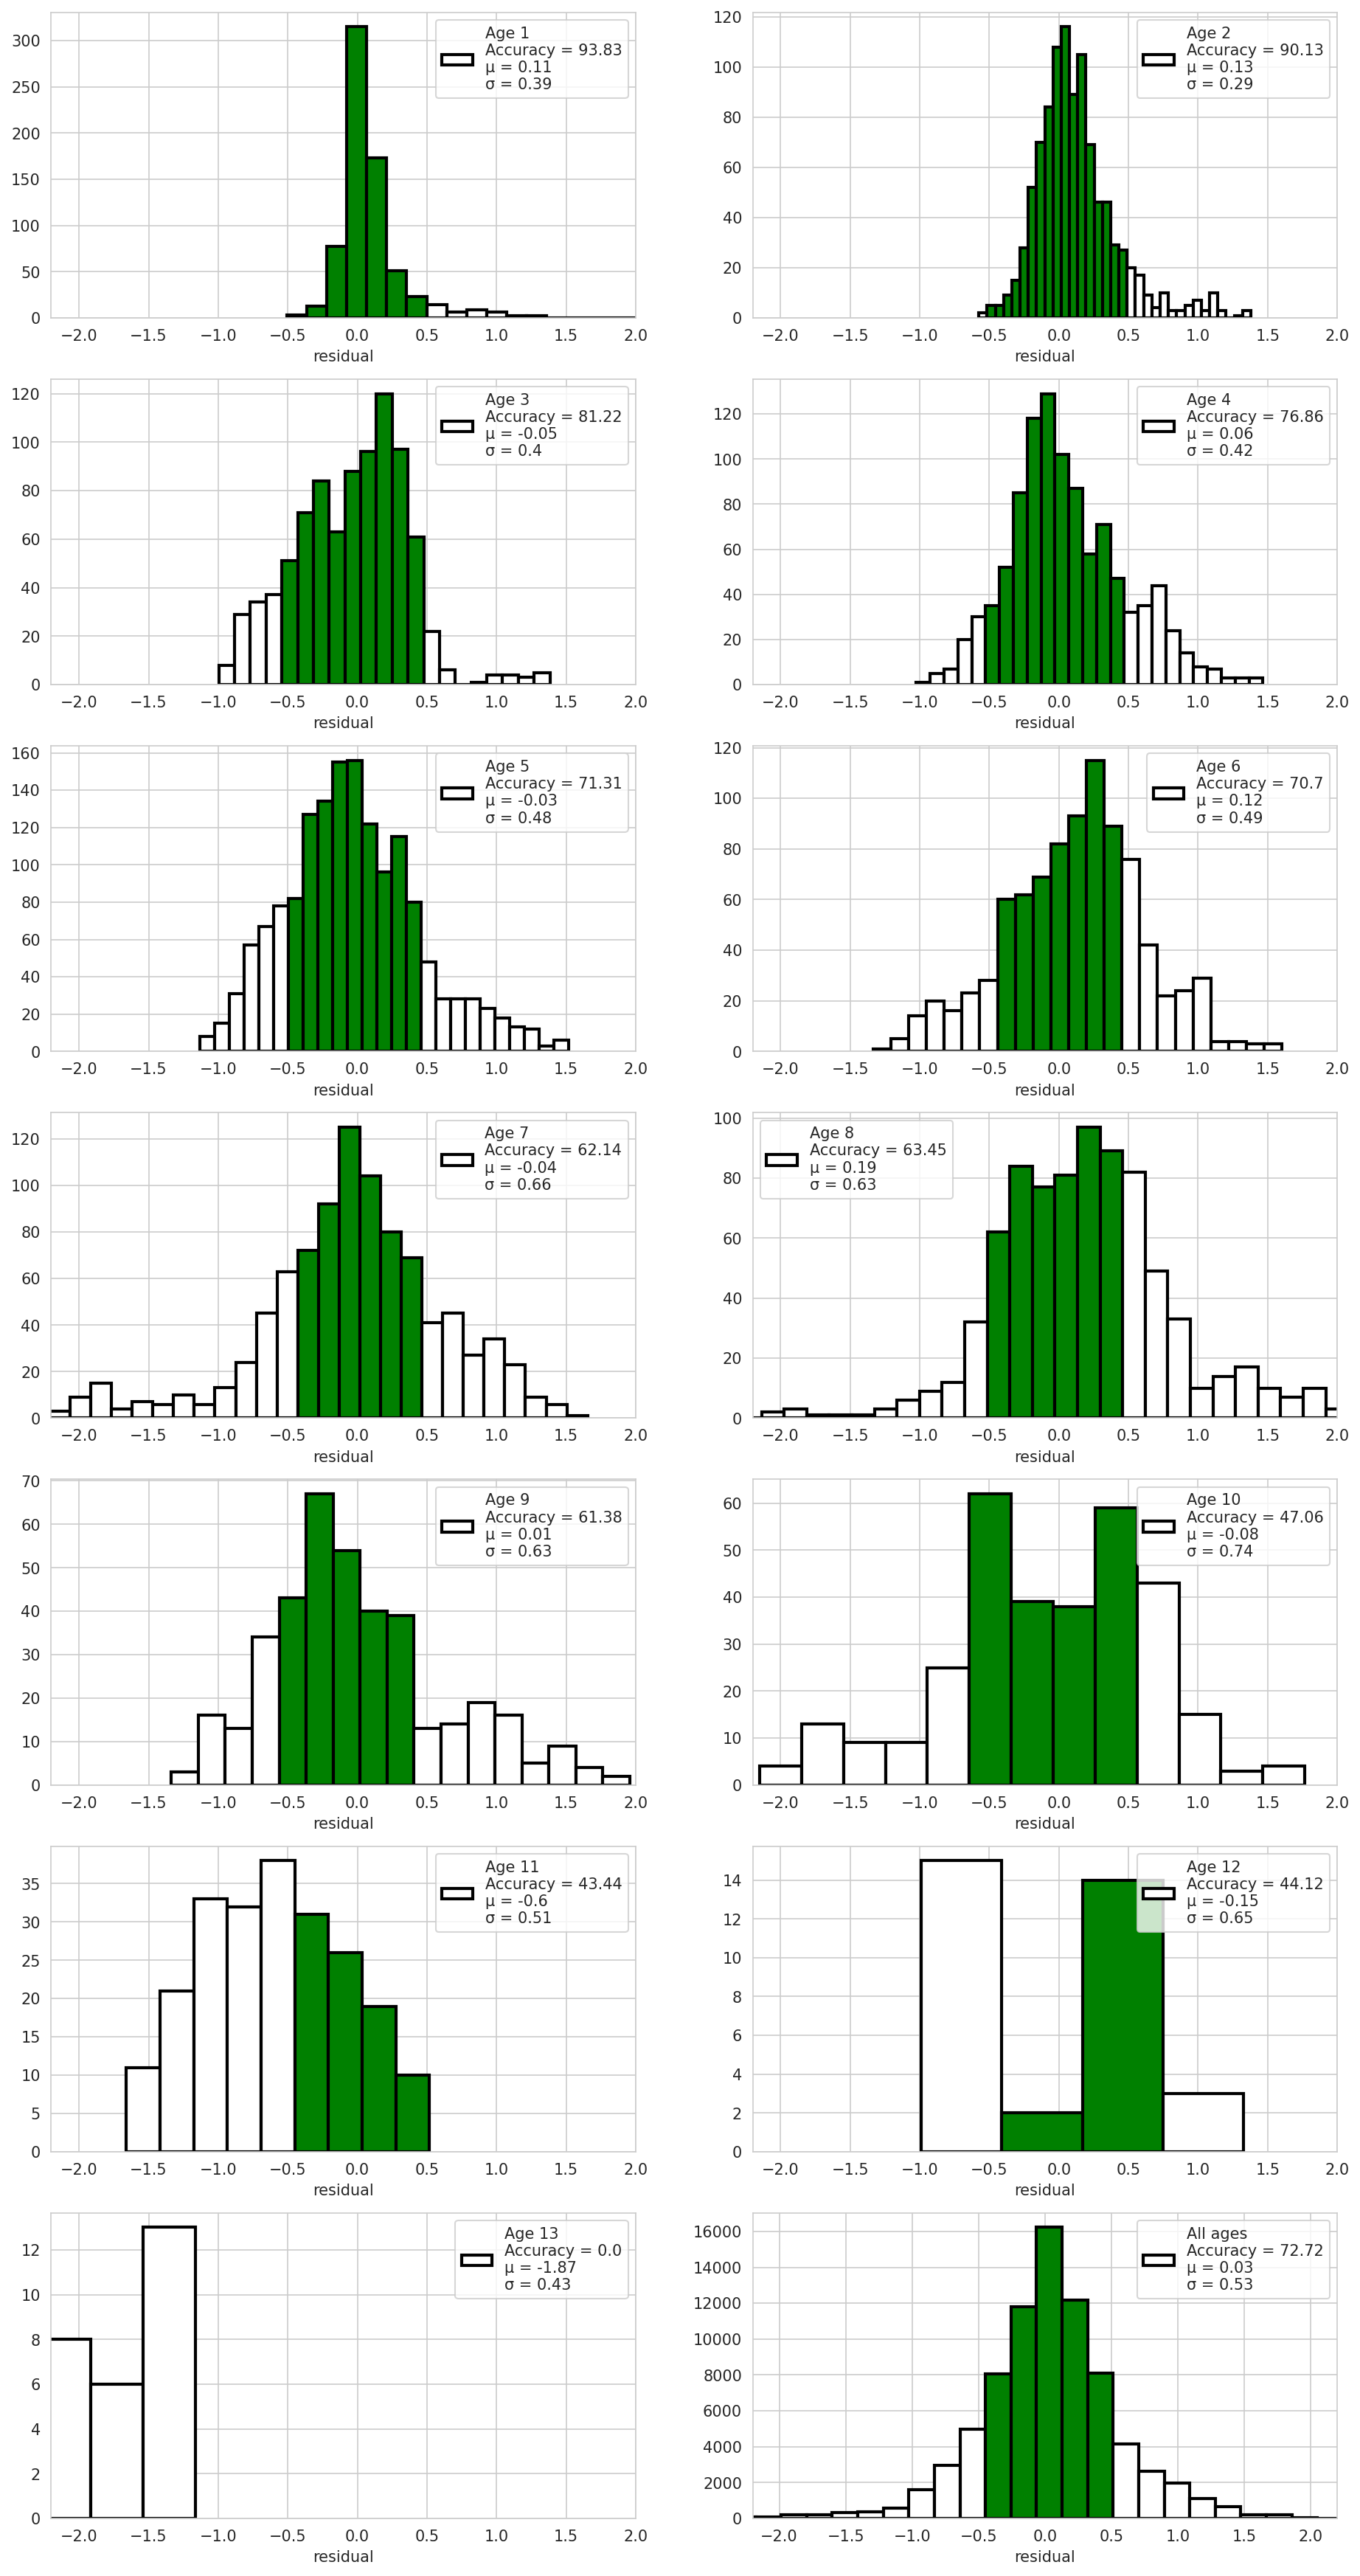 Age 1
Accuracy = 93.83
μ = 0.11
σ = 0.39
300
250
200
150
100
50
0
−2.0 −1.5 −1.0 −0.5 0.0 0.5 1.0 1.5 2.0
residual
Age 2
Accuracy = 90.13
μ = 0.13
σ = 0.29
120
100
80
60
40
20
0
−2.0 −1.5 −1.0 −0.5 0.0 0.5 1.0 1.5 2.0
residual
Age 3
Accuracy = 81.22
μ = -0.05
σ = 0.4
120
100
80
60
40
20
0
−2.0 −1.5 −1.0 −0.5 0.0 0.5 1.0 1.5 2.0
residual
Age 4
Accuracy = 76.86
μ = 0.06
σ = 0.42
120
100
80
60
40
20
0
−2.0 −1.5 −1.0 −0.5 0.0 0.5 1.0 1.5 2.0
residual
Age 5
Accuracy = 71.31
μ = -0.03
σ = 0.48
160
140
120
100
80
60
40
20
0
−2.0 −1.5 −1.0 −0.5 0.0 0.5 1.0 1.5 2.0
residual
Age 6
Accuracy = 70.7
μ = 0.12
σ = 0.49
120
100
80
60
40
20
0
−2.0 −1.5 −1.0 −0.5 0.0 0.5 1.0 1.5 2.0
residual
Age 7
Accuracy = 62.14
μ = -0.04
σ = 0.66
120
100
80
60
40
20
0
−2.0 −1.5 −1.0 −0.5 0.0 0.5 1.0 1.5 2.0
residual
Age 8
Accuracy = 63.45
μ = 0.19
σ = 0.63
100
80
60
40
20
0
−2.0 −1.5 −1.0 −0.5 0.0 0.5 1.0 1.5 2.0
residual
Age 9
Accuracy = 61.38
μ = 0.01
σ = 0.63
70
60
50
40
30
20
10
0
−2.0 −1.5 −1.0 −0.5 0.0 0.5 1.0 1.5 2.0
residual
Age 10
Accuracy = 47.06
μ = -0.08
σ = 0.74
60
50
40
30
20
10
0
−2.0 −1.5 −1.0 −0.5 0.0 0.5 1.0 1.5 2.0
residual
Age 11
Accuracy = 43.44
μ = -0.6
σ = 0.51
35
30
25
20
15
10
5
0
−2.0 −1.5 −1.0 −0.5 0.0 0.5 1.0 1.5 2.0
residual
Age 12
Accuracy = 44.12
μ = -0.15
σ = 0.65
14
12
10
8
6
4
2
0
−2.0 −1.5 −1.0 −0.5 0.0 0.5 1.0 1.5 2.0
residual
Age 13
Accuracy = 0.0
μ = -1.87
σ = 0.43
12
10
8
6
4
2
0
−2.0 −1.5 −1.0 −0.5 0.0 0.5 1.0 1.5 2.0
residual
All ages
Accuracy = 72.72
μ = 0.03
σ = 0.53
16000
14000
12000
10000
8000
6000
4000
2000
0
−2.0 −1.5 −1.0 −0.5 0.0 0.5 1.0 1.5 2.0
residual